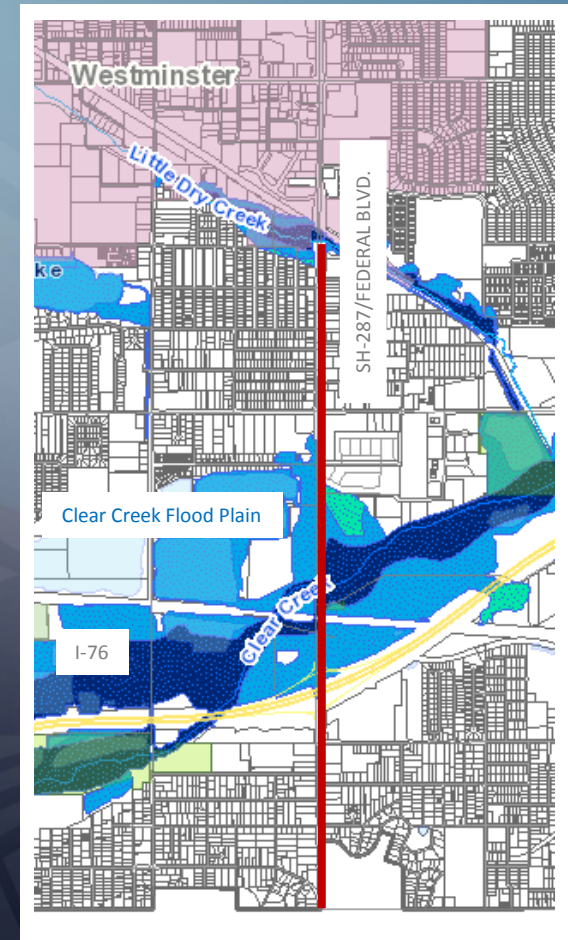 Westminster
Little Dry Creek
SH-287/FEDERAL BLVD.
ke
Clear Creek Flood Plain
Clear Creek
I-76